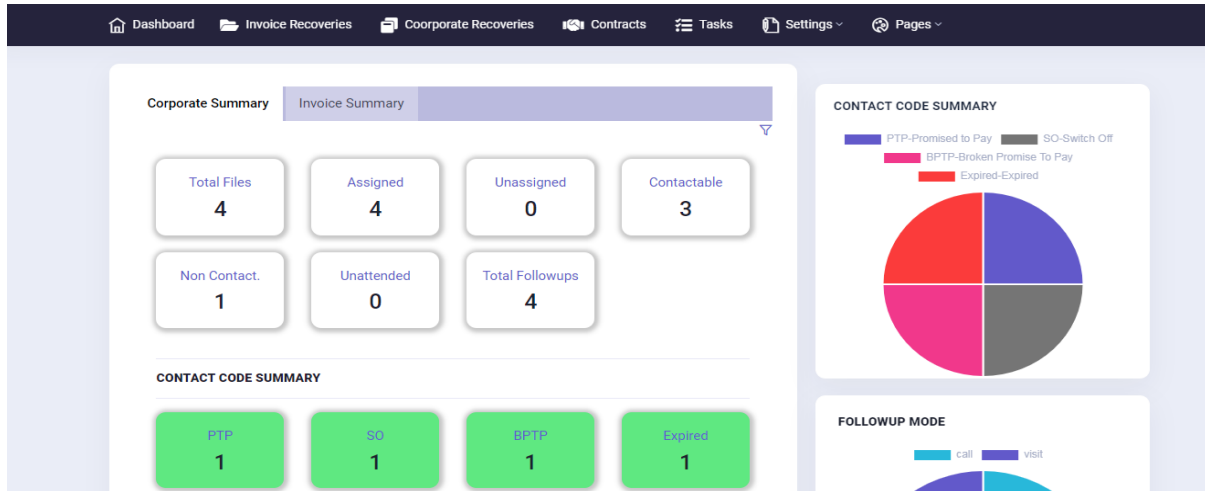 Dashboard Invoice Recoveries Coorporate Recoveries Contracts Tasks Settings Pages
Corporate Summary Invoice Summary
Total Files Assigned Unassigned Contactable
4 4 0 3
Non Contact. Unattended Total Followups
1 0 4
CONTACT CODE SUMMARY
PTP SO BPTP Expired
1 1 1 1
CONTACT CODE SUMMARY
PTP-Promised to Pay SO-Switch Off
BPTP-Broken Promise To Pay
Expired-Expired
FOLLOWUP MODE
call visit